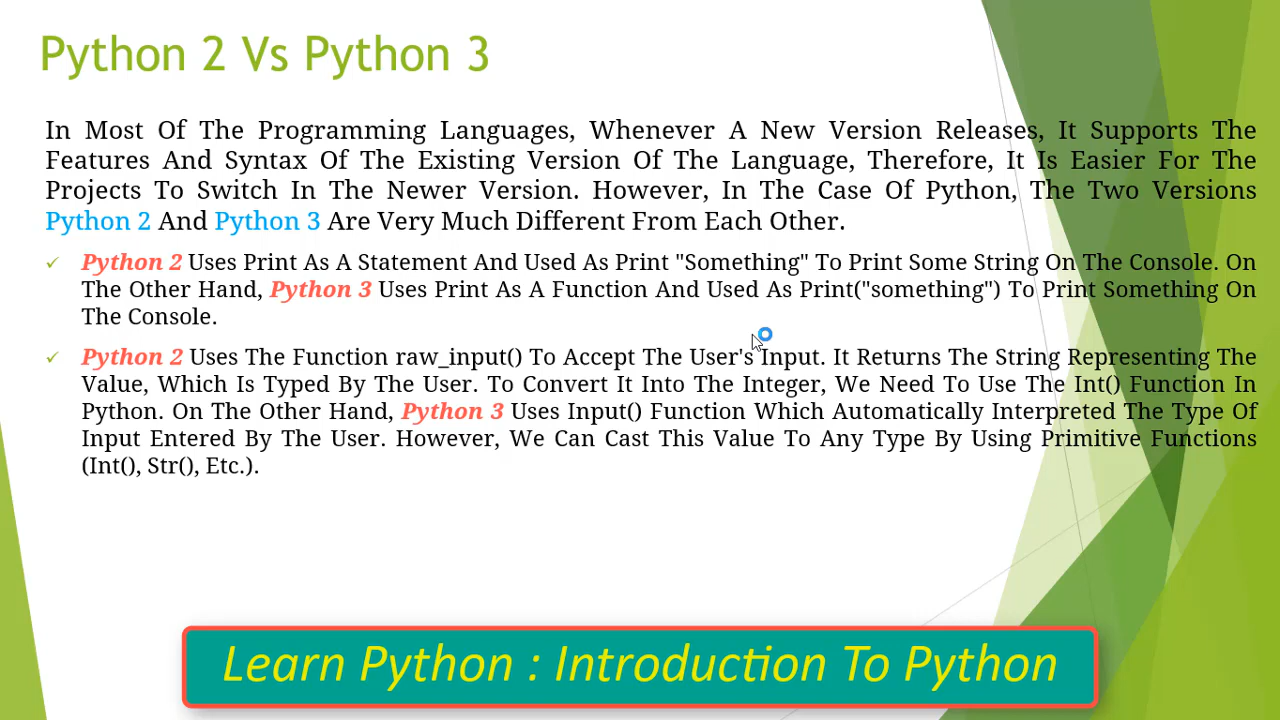 Python 2 Vs Python 3
In Most Of The Programming Languages, Whenever A New Version Releases, It Supports The
Features And Syntax Of The Existing Version Of The Language, Therefore, It Is Easier For The
Projects To Switch In The Newer Version. However, In The Case Of Python, The Two Versions
Python 2 And Python 3 Are Very Much Different From Each Other.
✓ Python 2 Uses Print As A Statement And Used As Print "Something" To Print Some String On The Console. On
The Other Hand, Python 3 Uses Print As A Function And Used As Print("something") To Print Something On
The Console.
✓ Python 2 Uses The Function raw_input() To Accept The User's Input. It Returns The String Representing The
Value, Which Is Typed By The User. To Convert It Into The Integer, We Need To Use The Int() Function In
Python. On The Other Hand, Python 3 Uses Input() Function Which Automatically Interpreted The Type Of
Input Entered By The User. However, We Can Cast This Value To Any Type By Using Primitive Functions
(Int(), Str(), Etc.).
Learn Python : Introduction To Python